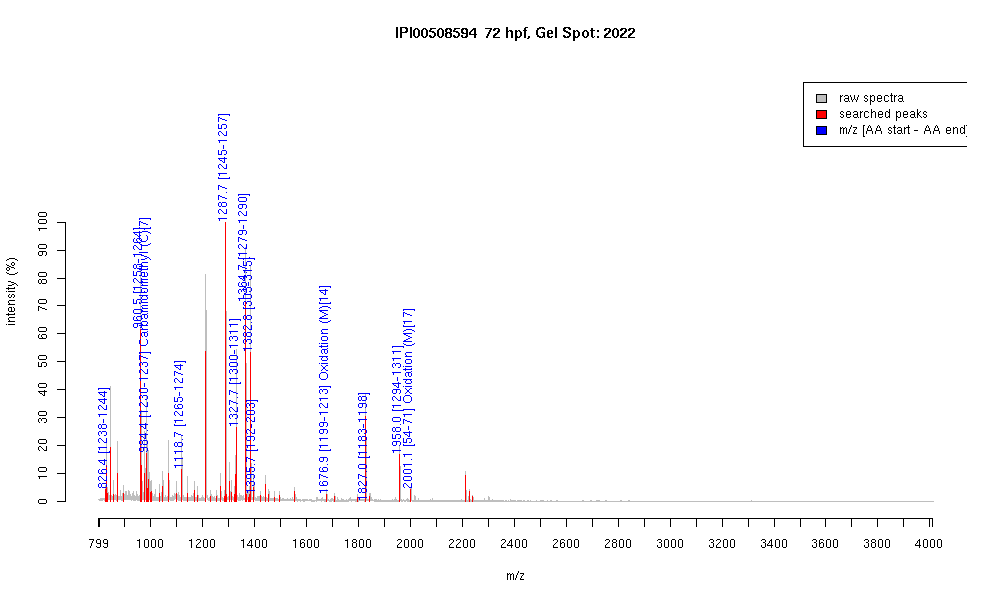 IPI00508594 72 hpf, Gel Spot: 2022
raw spectra
searched peaks
m/z [AA start - AA end]
intensity (%)
100
90
80
70
60
50
40
30
20
10
0
826.4 [1238-1244]
960.5 [1258-1264]
984.4 [1230-1237] Carbamidomethyl (C)[7]
1118.7 [1265-1274]
1287.7 [1245-1257]
1327.7 [1300-1311]
1364.7 [1279-1290]
1382.8 [303-315]
1395.7 [192-203]
1676.9 [1199-1213] Oxidation (M)[14]
1827.0 [1183-1198]
1958.0 [1294-1311]
2001.1 [54-71] Oxidation (M)[17]
799 1000 1200 1400 1600 1800 2000 2200 2400 2600 2800 3000 3200 3400 3600 3800 4000
m/z